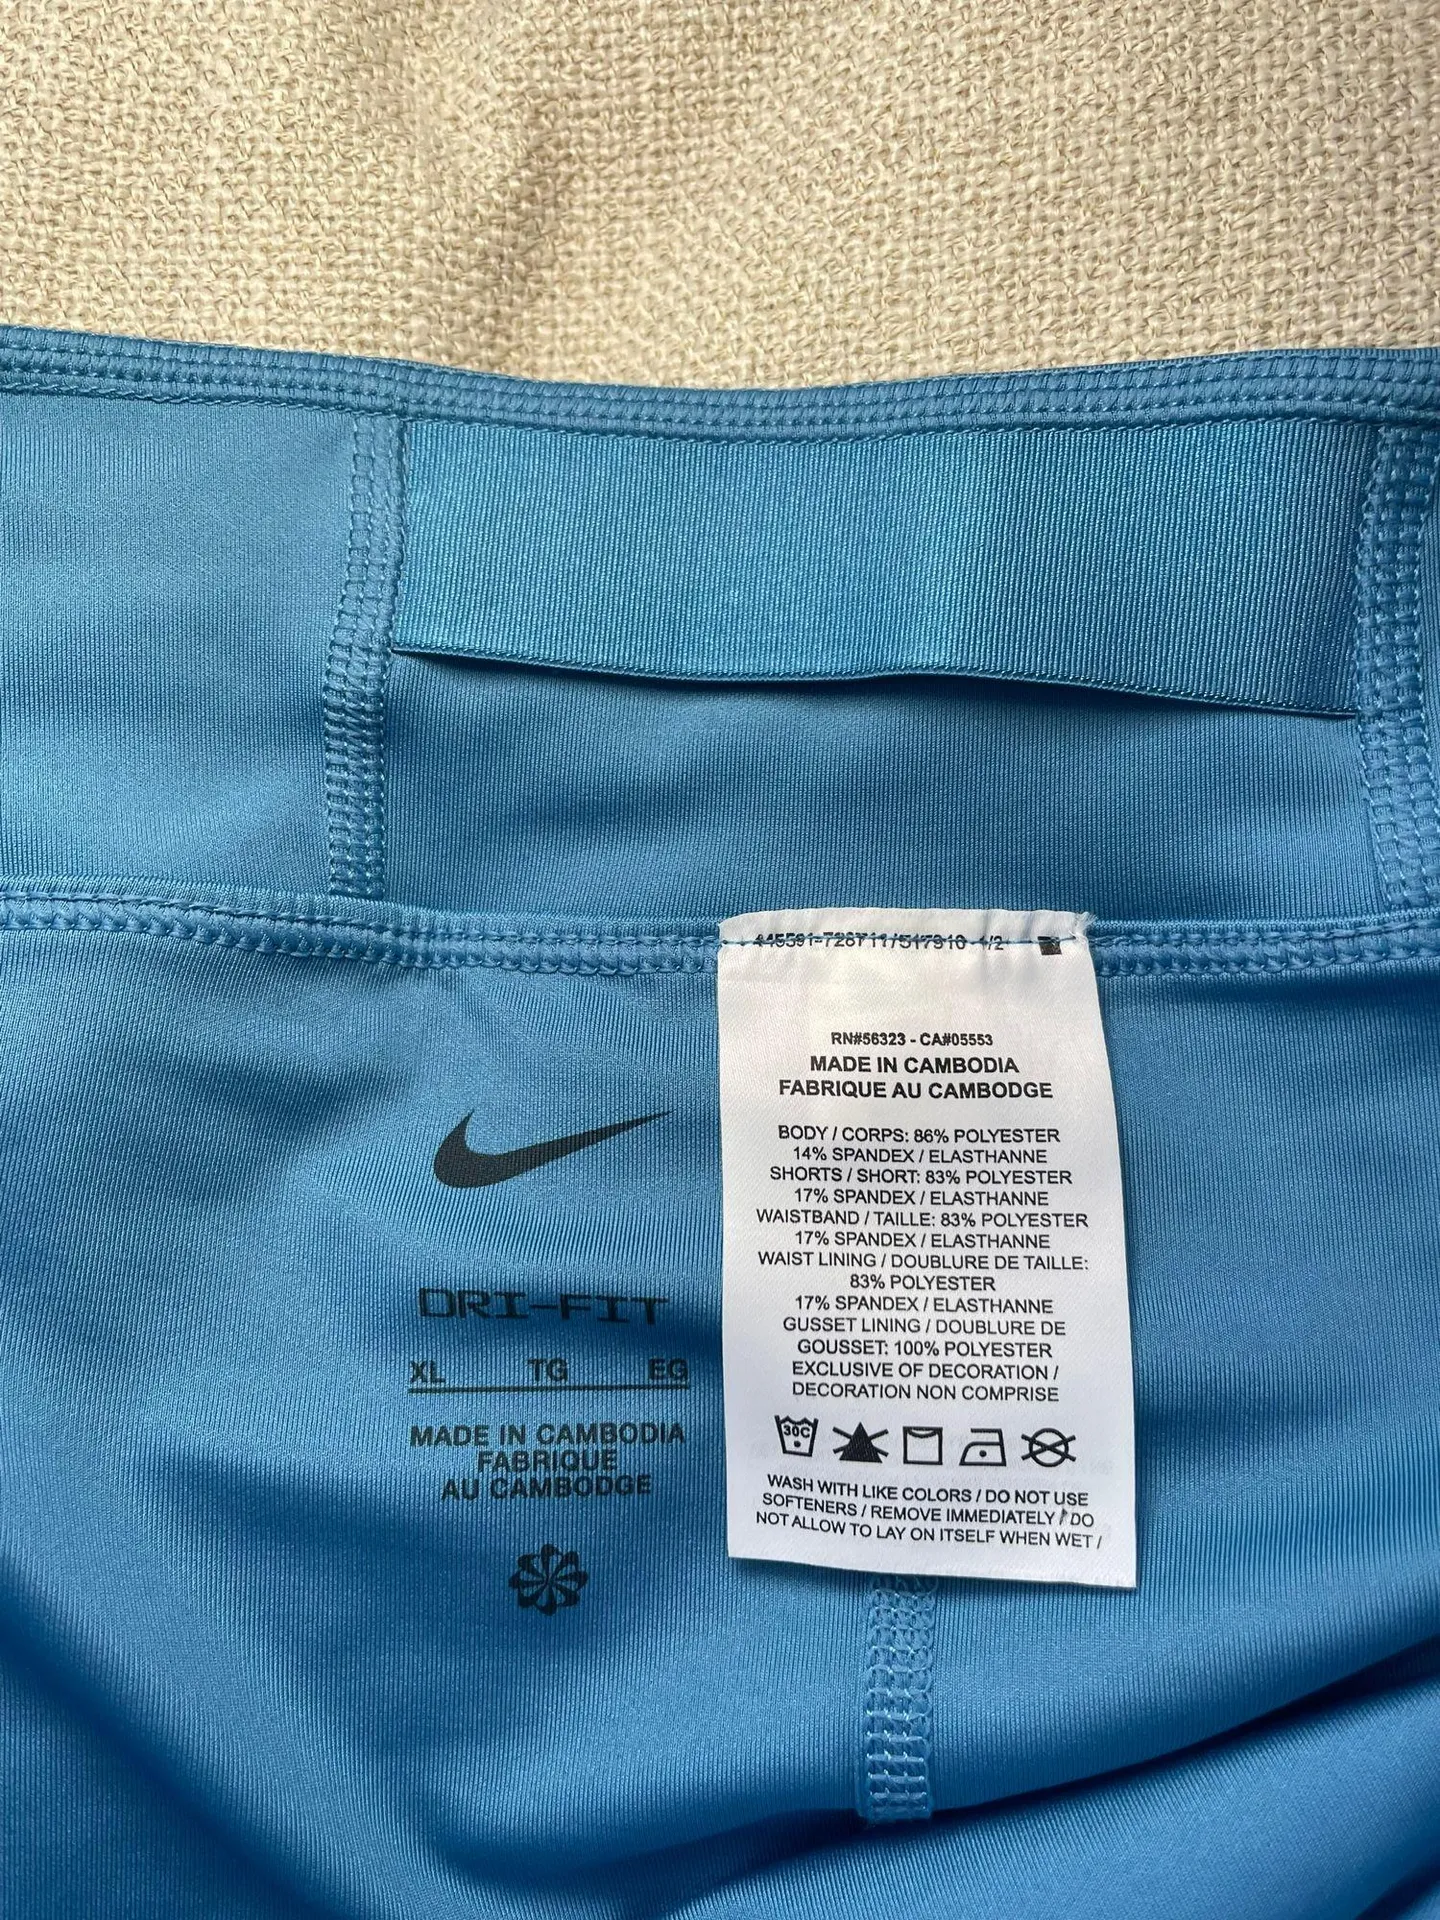 DRI-FIT
XL TG EG
MADE IN CAMBODIA
FABRIQUE
AU CAMBODGE
RN#56323 - CA#05553
MADE IN CAMBODIA
FABRIQUE AU CAMBODGE
BODY / CORPS: 86% POLYESTER
14% SPANDEX / ELASTHANNE
SHORTS / SHORT: 83% POLYESTER
17% SPANDEX / ELASTHANNE
WAISTBAND / TAILLE: 83% POLYESTER
17% SPANDEX / ELASTHANNE
WAIST LINING / DOUBLURE DE TAILLE:
83% POLYESTER
17% SPANDEX / ELASTHANNE
GUSSET LINING / DOUBLURE DE
GOUSSET: 100% POLYESTER
EXCLUSIVE OF DECORATION /
DECORATION NON COMPRISE
30C
WASH WITH LIKE COLORS / DO NOT USE
SOFTENERS / REMOVE IMMEDIATELY / DO
NOT ALLOW TO LAY ON ITSELF WHEN WET /